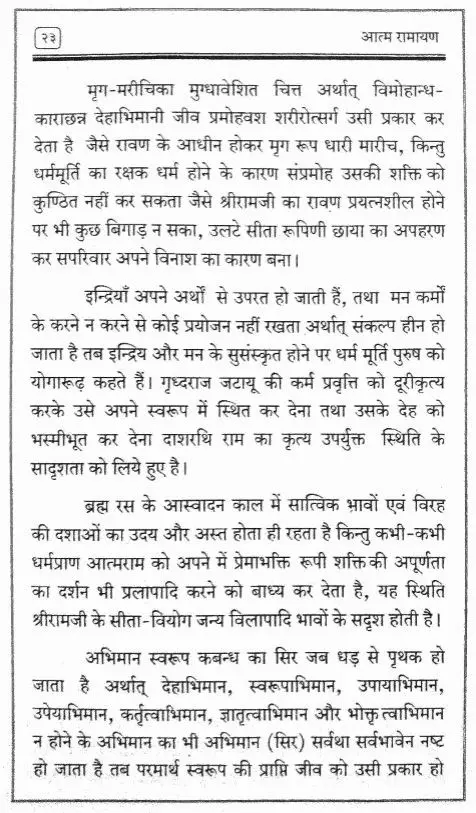 २३
आत्म रामायण
मृग-मरीचिका मुग्धावेशित चित्त अर्थात् विमोहान्ध-
काराछन्न देहाभिमानी जीव प्रमोहवश शरीरोत्सर्ग उसी प्रकार कर
देता है जैसे रावण के आधीन होकर मृग रूप धारी मारीच, किन्तु
धर्ममूर्ति का रक्षक धर्म होने के कारण संप्रमोह उसकी शक्ति को
कुण्ठित नहीं कर सकता जैसे श्रीरामजी का रावण प्रयत्नशील होने
पर भी कुछ बिगाड़ न सका, उलटे सीता रूपिणी छाया का अपहरण
कर सपरिवार अपने विनाश का कारण बना।
इन्द्रियाँ अपने अर्थों से उपरत हो जाती हैं, तथा मन कर्मों
के करने न करने से कोई प्रयोजन नहीं रखता अर्थात् संकल्प हीन हो
जाता है तब इन्द्रिय और मन के सुसंस्कृत होने पर धर्म मूर्ति पुरुष को
योगारूढ़ कहते हैं। गृध्दराज जटायू की कर्म प्रवृत्ति को दूरीकृत्य
करके उसे अपने स्वरूप में स्थित कर देना तथा उसके देह को
भस्मीभूत कर देना दाशरथि राम का कृत्य उपर्युक्त स्थिति के
सादृशता को लिये हुए है।
ब्रह्म रस के आस्वादन काल में सात्विक भावों एवं विरह
की दशाओं का उदय और अस्त होता ही रहता है किन्तु कभी-कभी
धर्मप्राण आत्मराम को अपने में प्रेमाभक्ति रूपी शक्ति की अपूर्णता
का दर्शन भी प्रलापादि करने को बाध्य कर देता है, यह स्थिति
श्रीरामजी के सीता-वियोग जन्य विलापादि भावों के सदृश होती है।
अभिमान स्वरूप कबन्ध का सिर जब धड़ से पृथक हो
जाता है अर्थात् देहाभिमान, स्वरूपाभिमान, उपायाभिमान,
उपेयाभिमान, कर्तृत्वाभिमान, ज्ञातृत्वाभिमान और भोक्तृत्वाभिमान
न होने के अभिमान का भी अभिमान (सिर) सर्वथा सर्वभावेन नष्ट
हो जाता है तब परमार्थ स्वरूप की प्राप्ति जीव को उसी प्रकार हो